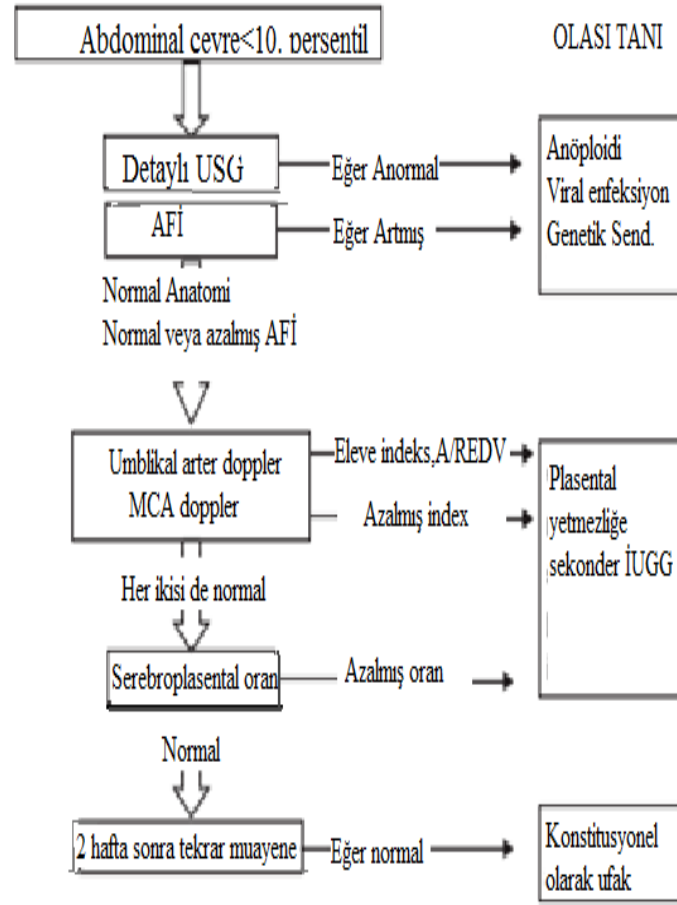 Abdominal çevre<10. persentil
OLASI TANI
Detaylı USG
Eğer Anormal
AFİ
Eğer Artmış
Anöploidi
Viral enfeksiyon
Genetik Send.
Normal Anatomi
Normal veya azalmış AFİ
Umblikal arter doppler
MCA doppler
Eleve indeks,A/REDV
Azalmış index
Plasental
yetmezliğe
sekonder İUGG
Her ikisi de normal
Serebroplasental oran
Azalmış oran
Normal
2 hafta sonra tekrar muayene
Eğer normal
Konstitusyonel
olarak ufak